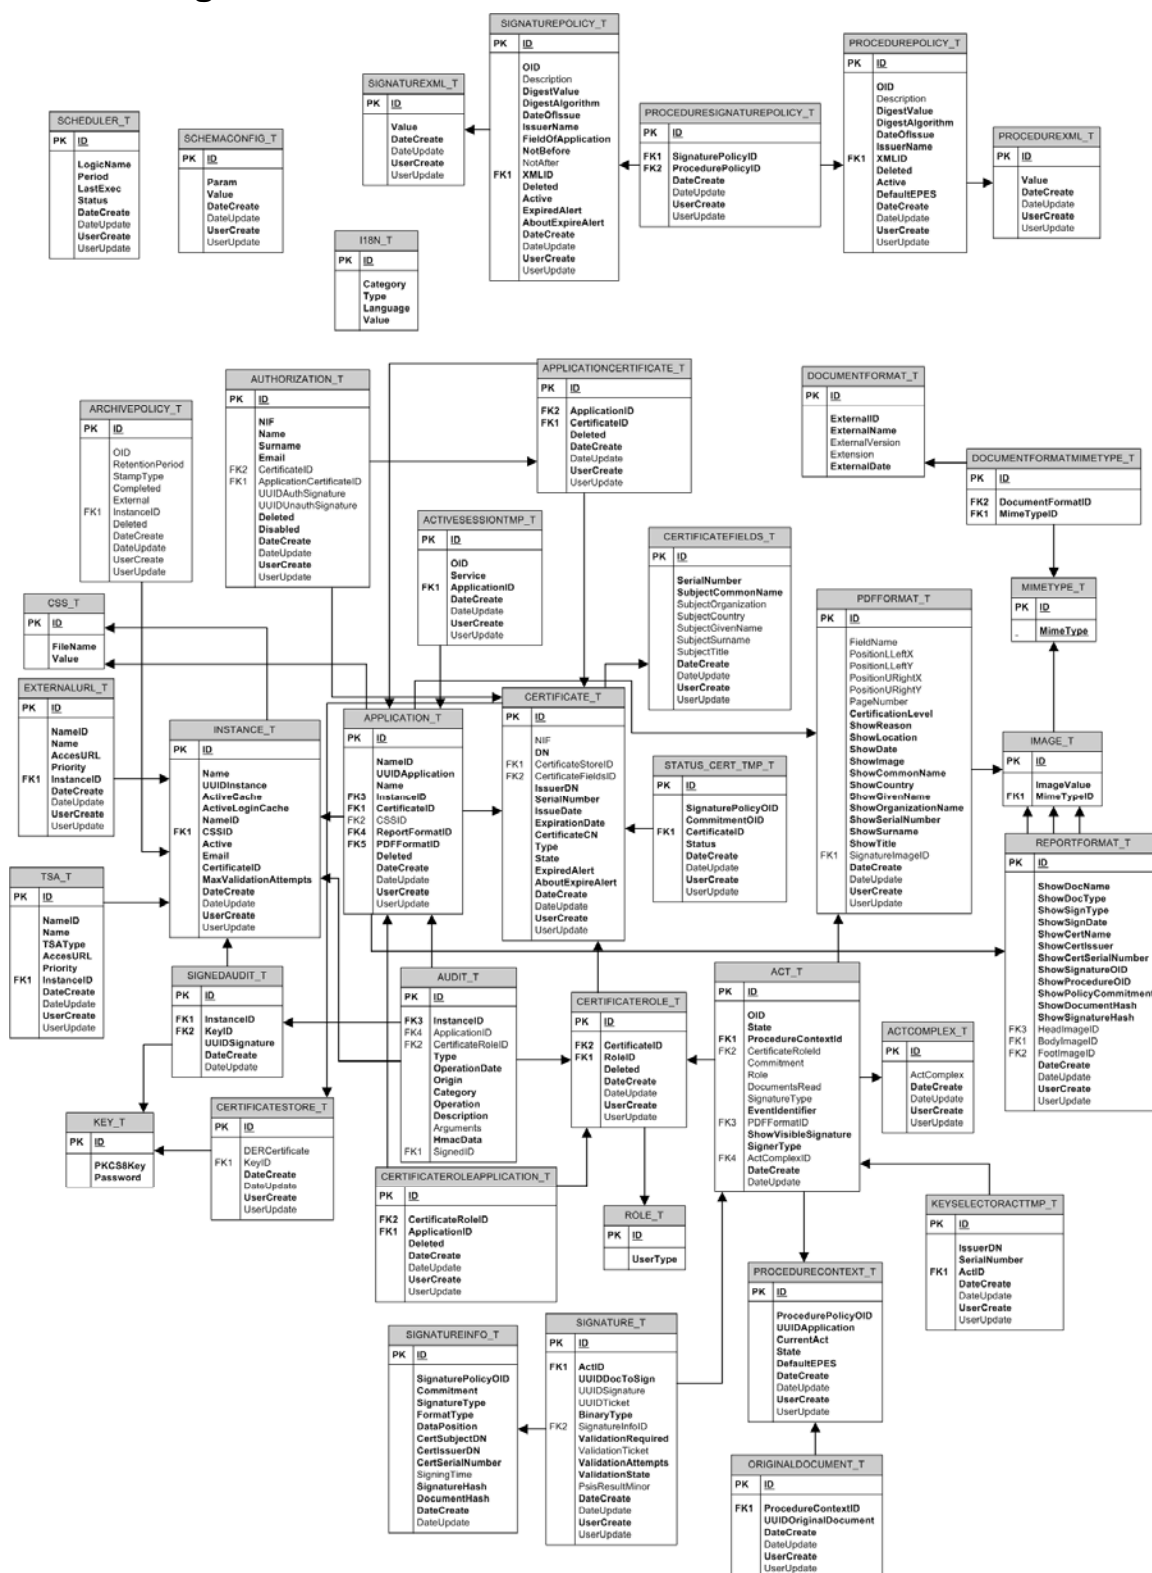 SIGNATUREPOLICY_T
PK ID
OID
Description
DigestValue
DigestAlgorithm
DateOfIssue
IssuerName
FieldOfApplication
NotBefore
NotAfter
FK1 XMLID
Deleted
Active
ExpiredAlert
AboutExpireAlert
DateCreate
DateUpdate
UserCreate
UserUpdate
PROCEDUREPOLICY_T
PK ID
OID
Description
DigestValue
DigestAlgorithm
DateOfIssue
IssuerName
FK1 XMLID
Deleted
Active
DefaultEPES
DateCreate
DateUpdate
UserCreate
UserUpdate
SIGNATUREXML_T
PK ID
Value
DateCreate
DateUpdate
UserCreate
UserUpdate
PROCEDURESIGNATUREPOLICY_T
PK ID
FK1 SignaturePolicyID
FK2 ProcedurePolicyID
DateCreate
DateUpdate
UserCreate
UserUpdate
SCHEDULER_T
PK ID
LogicName
Period
LastExec
Status
DateCreate
DateUpdate
UserCreate
UserUpdate
SCHEMACONFIG_T
PK ID
Param
Value
DateCreate
DateUpdate
UserCreate
UserUpdate
PROCEDUREXML_T
PK ID
Value
DateCreate
DateUpdate
UserCreate
UserUpdate
I18N_T
PK ID
Category
Type
Language
Value
AUTHORIZATION_T
PK ID
NIF
Name
Surname
Email
FK2 CertificateID
FK1 ApplicationCertificateID
UUIDAuthSignature
UUIDUnauthSignature
Deleted
Disabled
DateCreate
DateUpdate
UserCreate
UserUpdate
APPLICATIONCERTIFICATE_T
PK ID
FK2 ApplicationID
FK1 CertificateID
Deleted
DateCreate
DateUpdate
UserCreate
UserUpdate
DOCUMENTFORMAT_T
PK ID
ExternalID
ExternalName
ExternalVersion
Extension
ExternalDate
ARCHIVEPOLICY_T
PK ID
OID
RetentionPeriod
StampType
Completed
External
FK1 InstanceID
Deleted
DateCreate
DateUpdate
UserCreate
UserUpdate
DOCUMENTFORMATMIMETYPE_T
PK ID
FK2 DocumentFormatID
FK1 MimeTypeID
ACTIVESESSIONTMP_T
PK ID
OID
Service
FK1 ApplicationID
DateCreate
DateUpdate
UserCreate
UserUpdate
CERTIFICATEFIELDS_T
PK ID
SerialNumber
SubjectCommonName
SubjectOrganization
SubjectCountry
SubjectGivenName
SubjectSurname
SubjectTitle
DateCreate
DateUpdate
UserCreate
UserUpdate
MIMETYPE_T
PK ID
MimeType
CSS_T
PK ID
FileName
Value
PDFFORMAT_T
PK ID
FieldName
PositionLLeftX
PositionLLeftY
PositionURightX
PositionURightY
PageNumber
CertificationLevel
ShowReason
ShowLocation
ShowDate
ShowImage
ShowCommonName
ShowCountry
ShowGivenName
ShowOrganizationName
ShowSerialNumber
ShowSurname
ShowTitle
FK1 SignatureImageID
DateCreate
DateUpdate
UserCreate
UserUpdate
EXTERNALURL_T
PK ID
NameID
Name
AccesURL
Priority
FK1 InstanceID
DateCreate
DateUpdate
UserCreate
UserUpdate
INSTANCE_T
PK ID
Name
UUIDInstance
ActiveCache
ActiveLoginCache
NameID
FK1 CSSID
Active
Email
CertificateID
MaxValidationAttempts
DateCreate
DateUpdate
UserCreate
UserUpdate
APPLICATION_T
PK ID
NameID
UUIDApplication
Name
FK3 InstanceID
FK1 CertificateID
FK2 CSSID
FK4 ReportFormatID
FK5 PDFFormatID
Deleted
DateCreate
DateUpdate
UserCreate
UserUpdate
CERTIFICATE_T
PK ID
NIF
DN
FK1 CertificateStoreID
FK2 CertificateFieldsID
IssuerDN
SerialNumber
IssueDate
ExpirationDate
CertificateCN
Type
State
ExpiredAlert
AboutExpireAlert
DateCreate
DateUpdate
UserCreate
UserUpdate
STATUS_CERT_TMP_T
PK ID
SignaturePolicyOID
CommitmentOID
FK1 CertificateID
Status
DateCreate
DateUpdate
UserCreate
UserUpdate
IMAGE_T
PK ID
ImageValue
FK1 MimeTypeID
REPORTFORMAT_T
PK ID
ShowDocName
ShowDocType
ShowSignType
ShowSignDate
ShowCertName
ShowCertIssuer
ShowCertSerialNumber
ShowSignatureOID
ShowProcedureOID
ShowPolicyCommitment
ShowDocumentHash
ShowSignatureHash
FK3 HeadImageID
FK1 BodyImageID
FK2 FootImageID
DateCreate
DateUpdate
UserCreate
UserUpdate
TSA_T
PK ID
NameID
Name
TSAType
AccesURL
Priority
FK1 InstanceID
DateCreate
DateUpdate
UserCreate
UserUpdate
SIGNEDAUDIT_T
PK ID
FK1 InstanceID
FK2 KeyID
UUIDSignature
DateCreate
DateUpdate
AUDIT_T
PK ID
FK3 InstanceID
FK4 ApplicationID
FK2 CertificateRoleID
Type
OperationDate
Origin
Category
Operation
Description
Arguments
HmacData
FK1 SignedID
CERTIFICATEROLE_T
PK ID
FK2 CertificateID
FK1 RoleID
Deleted
DateCreate
DateUpdate
UserCreate
UserUpdate
ACT_T
PK ID
OID
State
FK1 ProcedureContextId
FK2 CertificateRoleId
Commitment
Role
DocumentsRead
SignatureType
EventIdentifier
FK3 PDFFormatID
ShowVisibleSignature
SignerType
FK4 ActComplexID
DateCreate
DateUpdate
ACTCOMPLEX_T
PK ID
ActComplex
DateCreate
DateUpdate
UserCreate
UserUpdate
KEY_T
PK ID
PKCS8Key
Password
CERTIFICATESTORE_T
PK ID
DERCertificate
FK1 KeyID
DateCreate
DateUpdate
UserCreate
UserUpdate
CERTIFICATEROLEAPPLICATION_T
PK ID
FK2 CertificateRoleID
FK1 ApplicationID
Deleted
DateCreate
DateUpdate
UserCreate
UserUpdate
ROLE_T
PK ID
UserType
KEYSELECTORACTTMP_T
PK ID
IssuerDN
SerialNumber
FK1 ActID
DateCreate
DateUpdate
UserCreate
UserUpdate
PROCEDURECONTEXT_T
PK ID
ProcedurePolicyOID
UUIDApplication
CurrentAct
State
DefaultEPES
DateCreate
DateUpdate
UserCreate
UserUpdate
SIGNATUREINFO_T
PK ID
SignaturePolicyOID
Commitment
SignatureType
FormatType
DataPosition
CertSubjectDN
CertIssuerDN
CertSerialNumber
SigningTime
SignatureHash
DocumentHash
DateCreate
DateUpdate
SIGNATURE_T
PK ID
FK1 ActID
UUIDDocToSign
UUIDSignature
UUIDTicket
BinaryType
FK2 SignatureInfoID
ValidationRequired
ValidationTicket
ValidationAttempts
ValidationState
PsisResultMinor
DateCreate
DateUpdate
UserCreate
UserUpdate
ORIGINALDOCUMENT_T
PK ID
FK1 ProcedureContextID
UUIDOriginalDocument
DateCreate
DateUpdate
UserCreate
UserUpdate